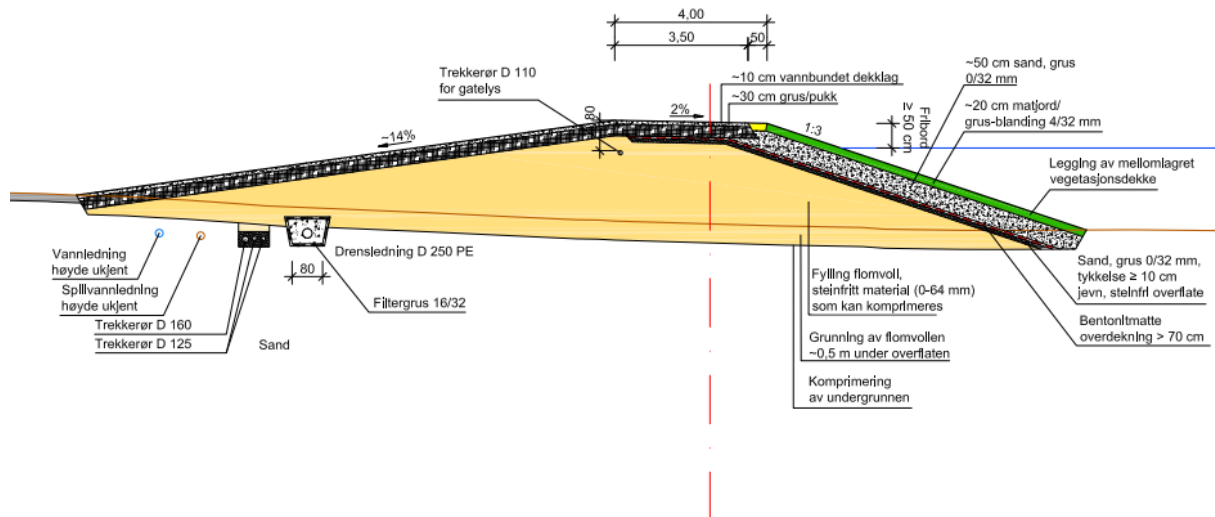 4,00
3,50
50
Trekkerør D 110
for gatelys
80
~10 cm vannbundet dekklag
~30 cm grus/pukk
2%
~14%
1:3
Fribord
≥ 50 cm
~50 cm sand, grus
0/32 mm
~20 cm matjord/
grus-blanding 4/32 mm
Legging av mellomlagret
vegetasjonsdekke
Vannledning
høyde ukjent
Spillvannledning
høyde ukjent
Trekkerør D 160
Trekkerør D 125
Sand
80
Drensledning D 250 PE
Filtergrus 16/32
Fylling flomvoll,
steinfritt material (0-64 mm)
som kan komprimeres
Grunning av flomvollen
~0,5 m under overflaten
Komprimering
av undergrunnen
Sand, grus 0/32 mm,
tykkelse ≥ 10 cm
jevn, steinfri overflate
Bentonitmatte
overdekning > 70 cm